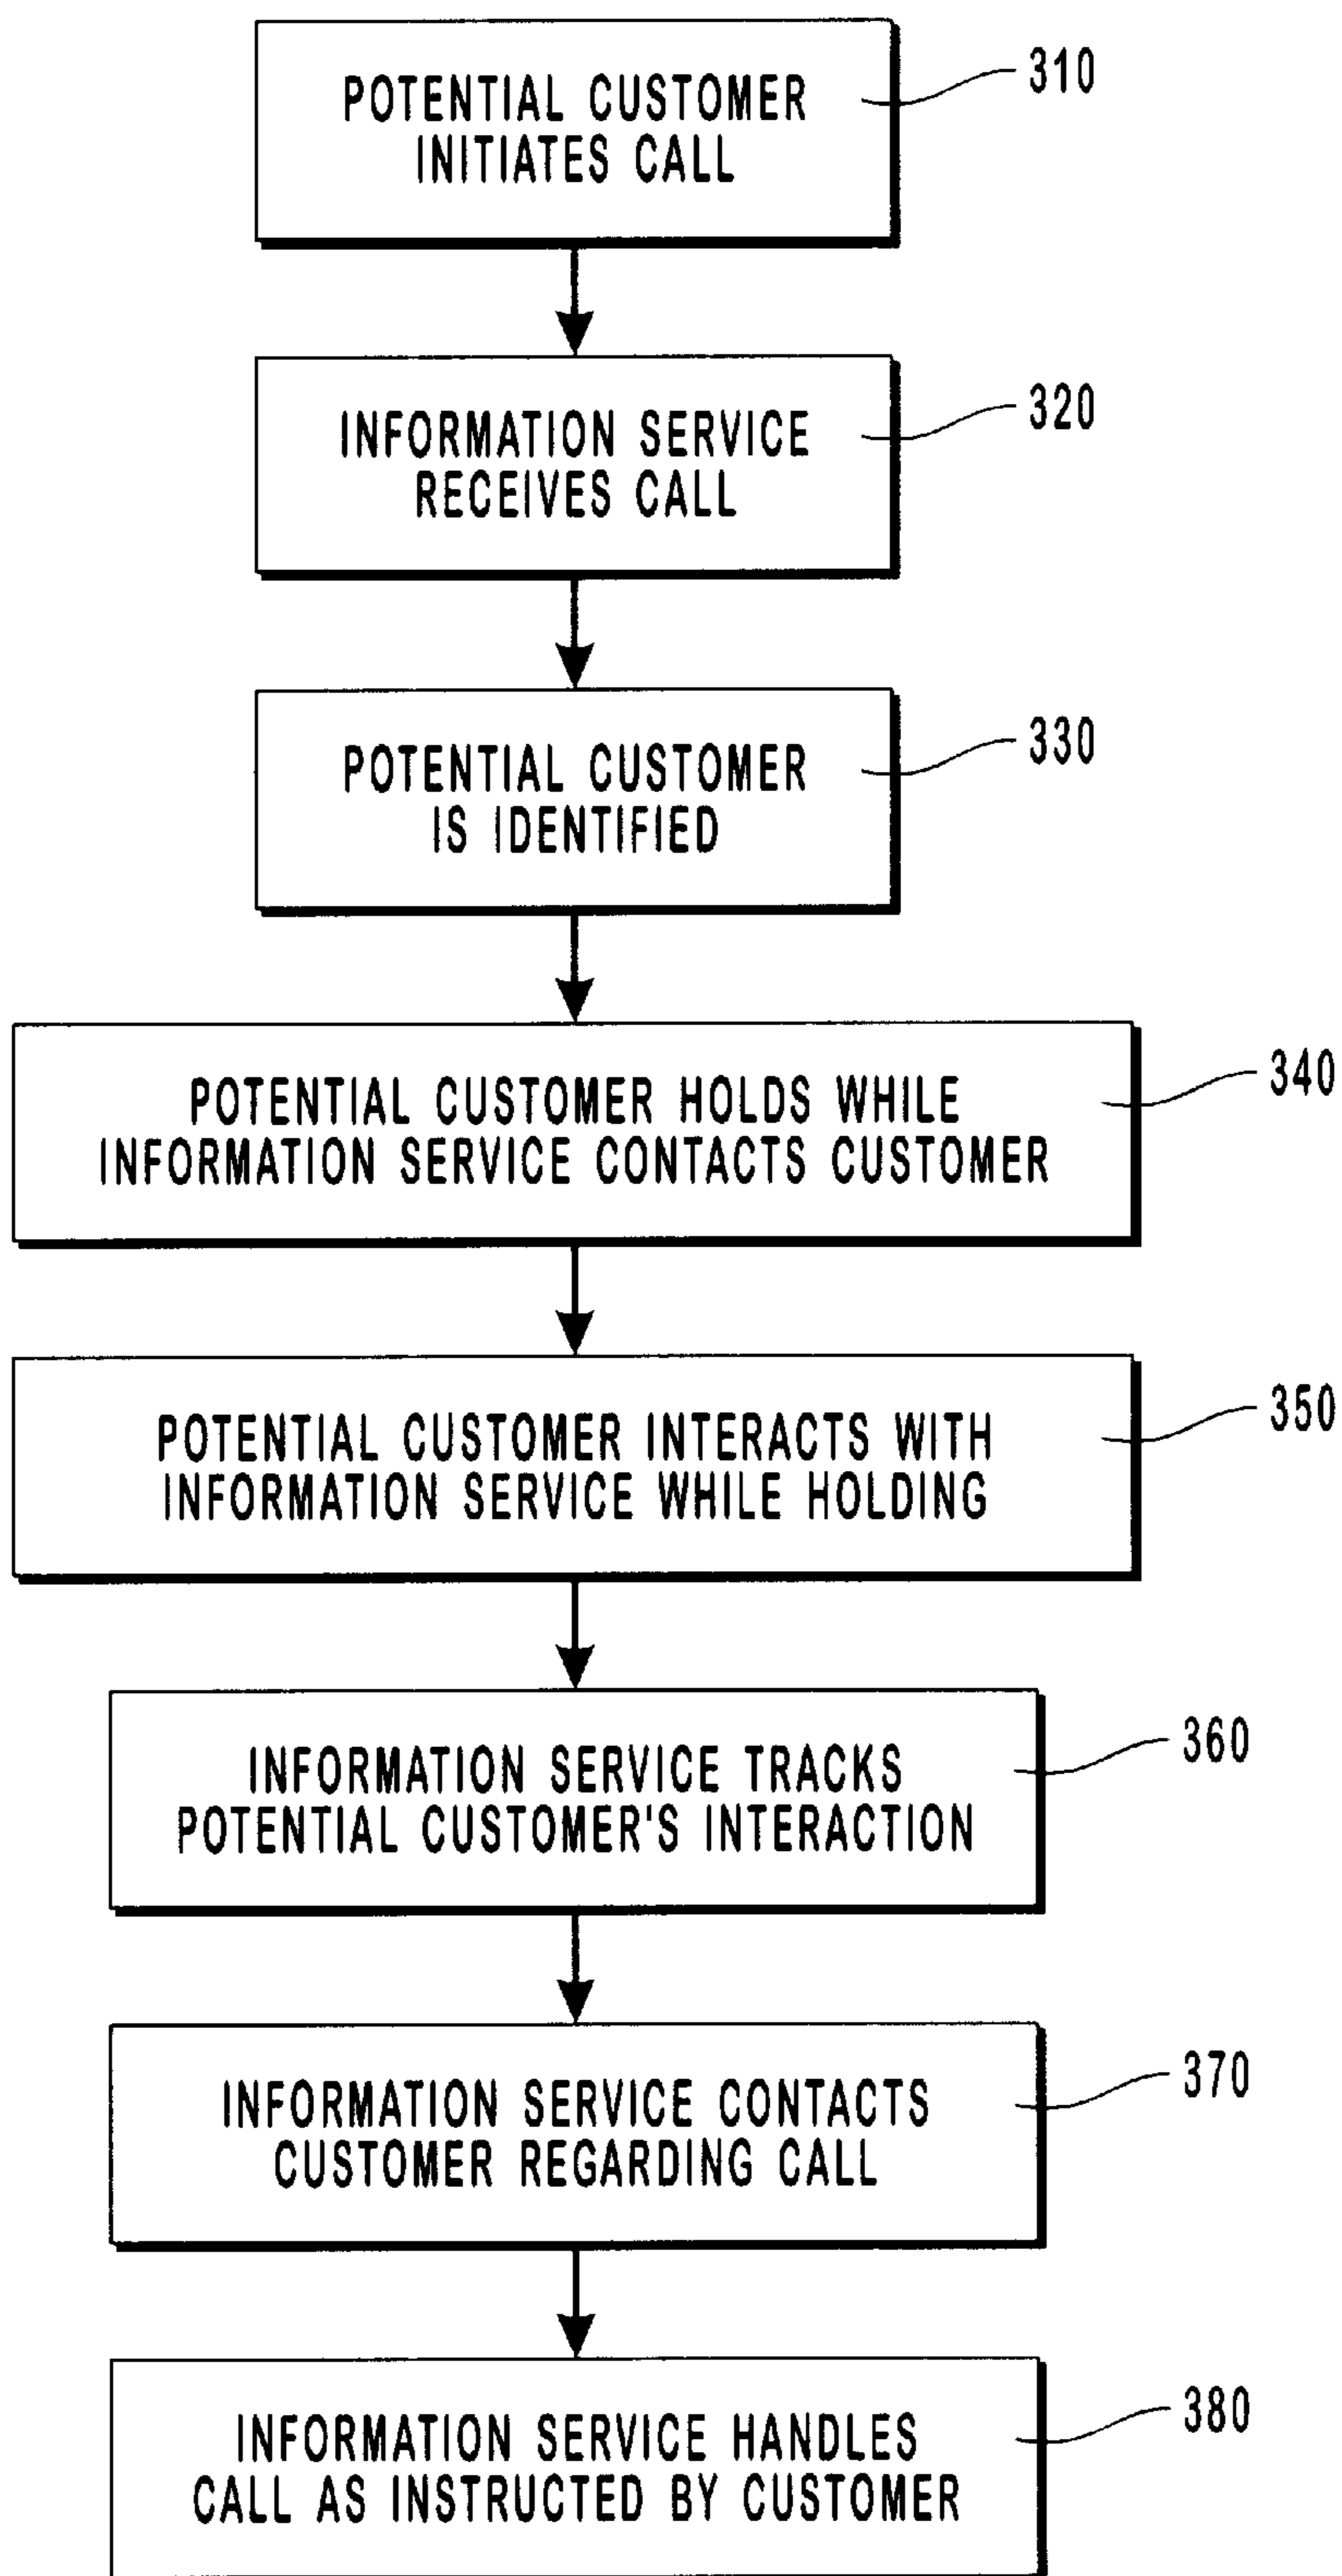 POTENTIAL CUSTOMER
INITIATES CALL
310
INFORMATION SERVICE
RECEIVES CALL
320
POTENTIAL CUSTOMER
IS IDENTIFIED
330
POTENTIAL CUSTOMER HOLDS WHILE
INFORMATION SERVICE CONTACTS CUSTOMER
340
POTENTIAL CUSTOMER INTERACTS WITH
INFORMATION SERVICE WHILE HOLDING
350
INFORMATION SERVICE TRACKS
POTENTIAL CUSTOMER'S INTERACTION
360
INFORMATION SERVICE CONTACTS
CUSTOMER REGARDING CALL
370
INFORMATION SERVICE HANDLES
CALL AS INSTRUCTED BY CUSTOMER
380